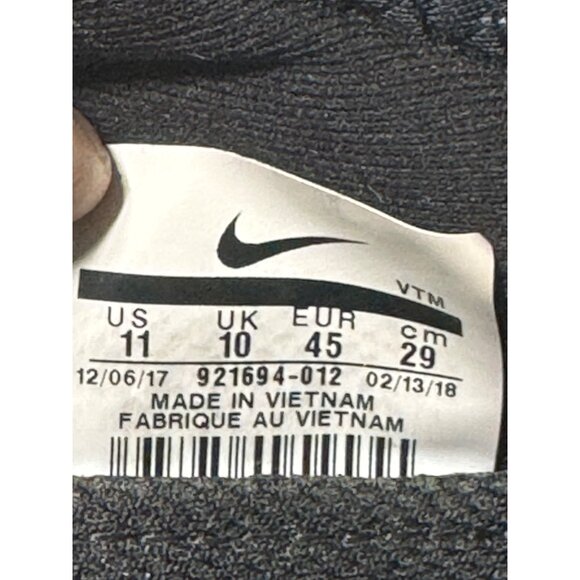 VTM
US UK EUR cm
11 10 45 29
12/06/17 921694-012 02/13/18
MADE IN VIETNAM
FABRIQUE AU VIETNAM